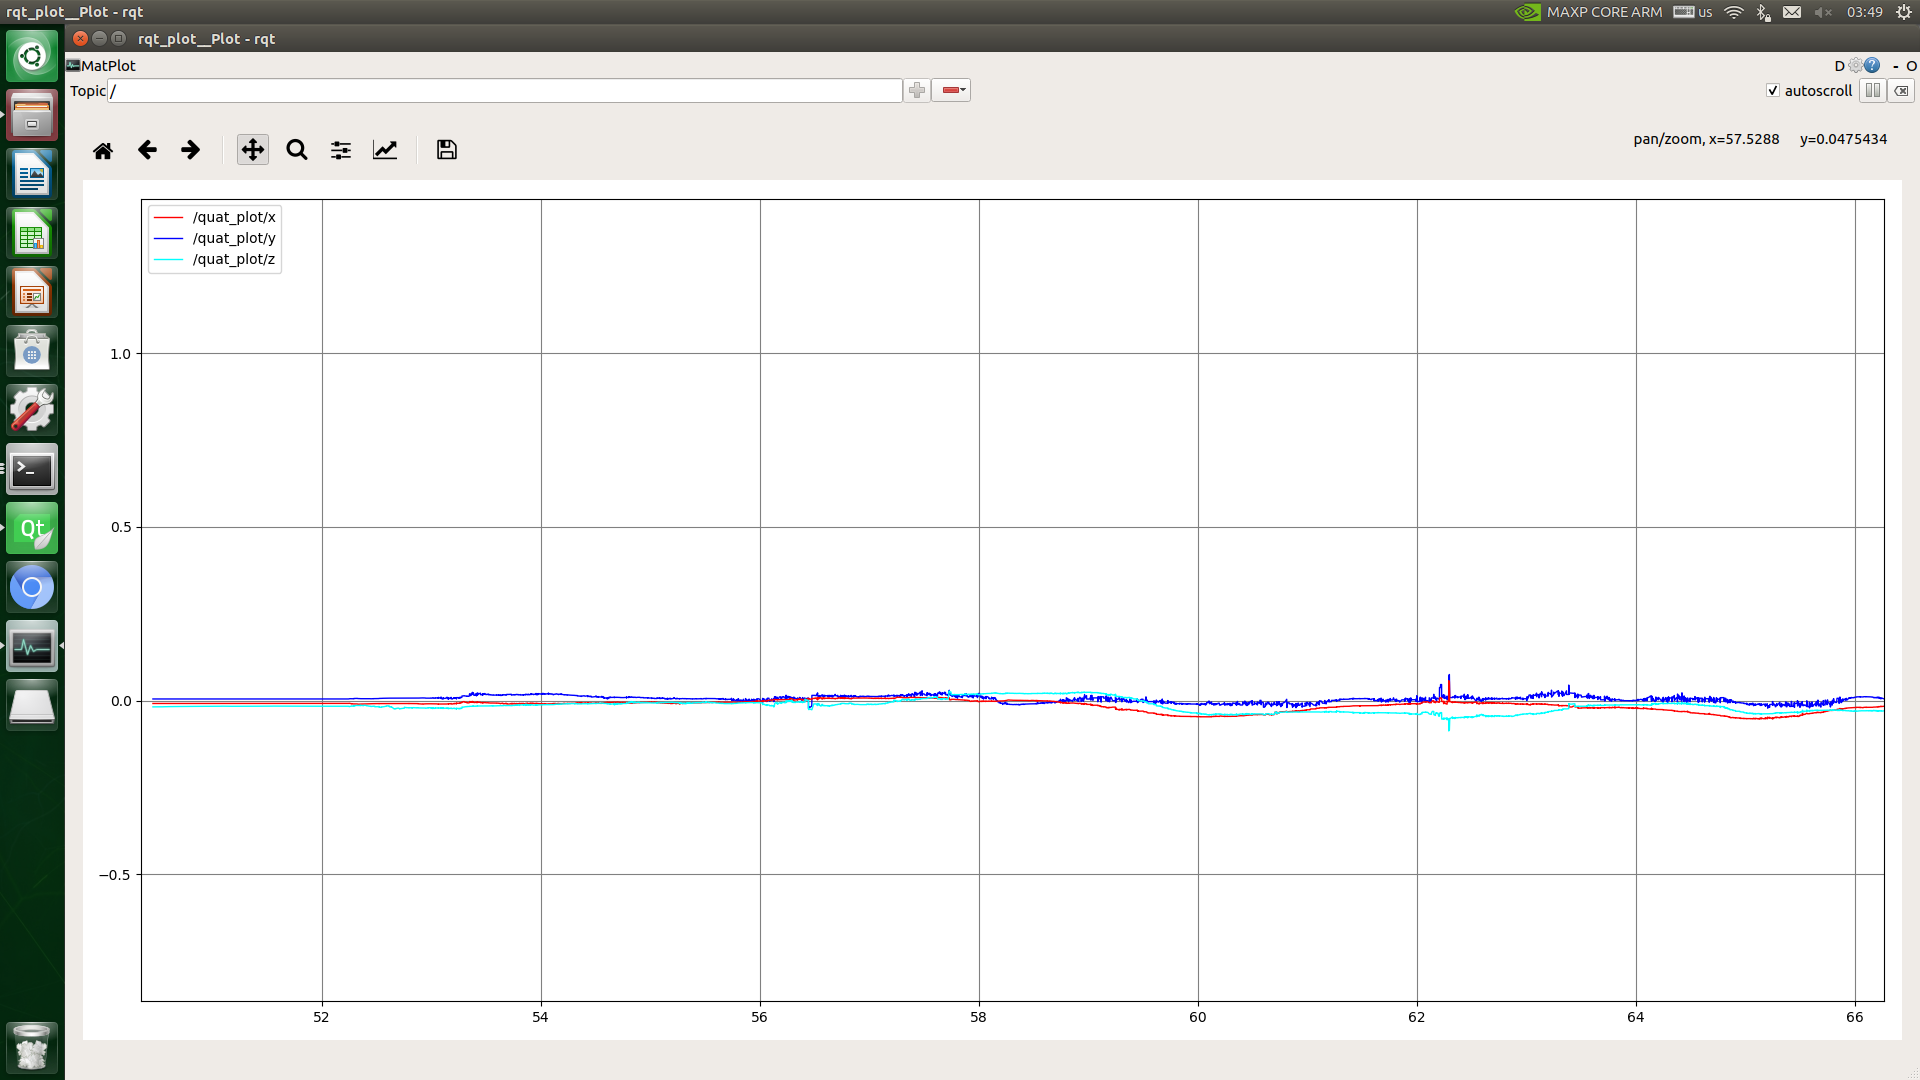 rqt_plot__Plot - rqt
MAXP CORE ARM us 03:49
rqt_plot__Plot - rqt
MatPlot D ? - O
Topic / autoscroll
pan/zoom, x=57.5288 y=0.0475434
/quat_plot/x
/quat_plot/y
/quat_plot/z
1.0
0.5
0.0
−0.5
52 54 56 58 60 62 64 66
>_
Qt